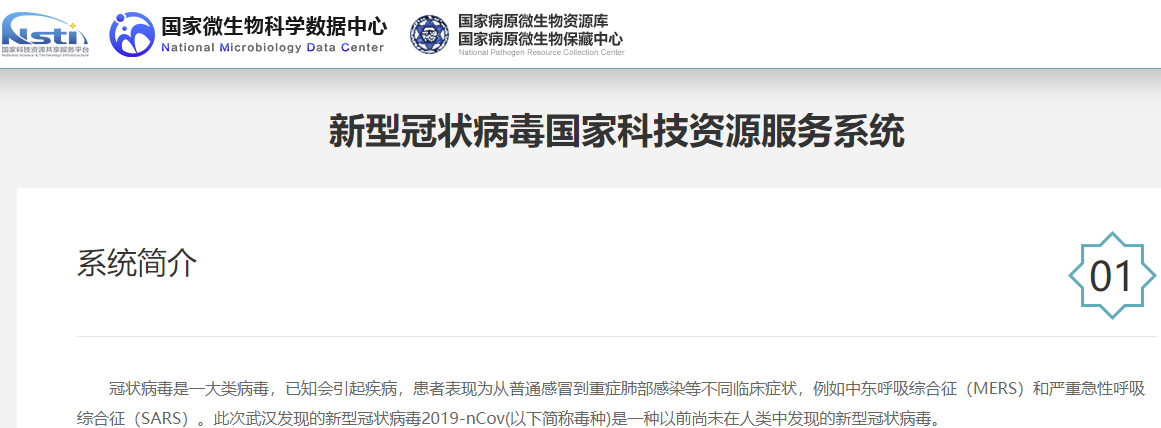 Nsti
国家科技资源共享服务平台
National Science & Technology Infrastructure
国家微生物科学数据中心
National Microbiology Data Center
国家病原微生物资源库
国家病原微生物保藏中心
National Pathogen Resource Collection Center
新型冠状病毒国家科技资源服务系统
系统简介
01
冠状病毒是一大类病毒，已知会引起疾病，患者表现为从普通感冒到重症肺部感染等不同临床症状，例如中东呼吸综合征（MERS）和严重急性呼吸
综合征（SARS）。此次武汉发现的新型冠状病毒2019-nCov(以下简称毒种)是一种以前尚未在人类中发现的新型冠状病毒。